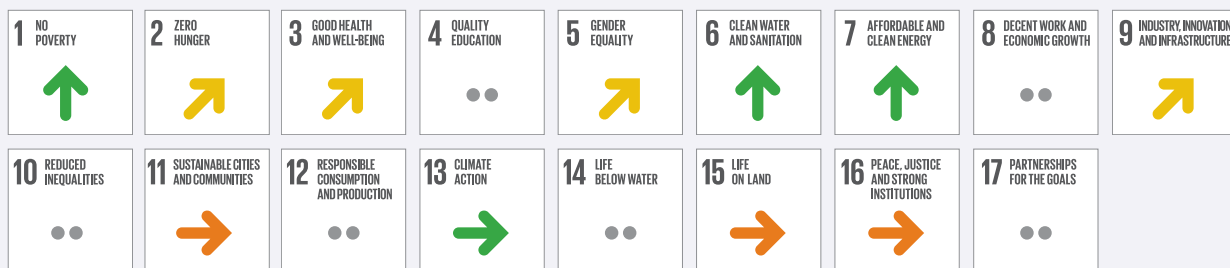 1 NO
POVERTY
2 ZERO
HUNGER
3 GOOD HEALTH
AND WELL-BEING
4 QUALITY
EDUCATION
5 GENDER
EQUALITY
6 CLEAN WATER
AND SANITATION
7 AFFORDABLE AND
CLEAN ENERGY
8 DECENT WORK AND
ECONOMIC GROWTH
9 INDUSTRY, INNOVATION
AND INFRASTRUCTURE
10 REDUCED
INEQUALITIES
11 SUSTAINABLE CITIES
AND COMMUNITIES
12 RESPONSIBLE
CONSUMPTION
AND PRODUCTION
13 CLIMATE
ACTION
14 LIFE
BELOW WATER
15 LIFE
ON LAND
16 PEACE, JUSTICE
AND STRONG
INSTITUTIONS
17 PARTNERSHIPS
FOR THE GOALS